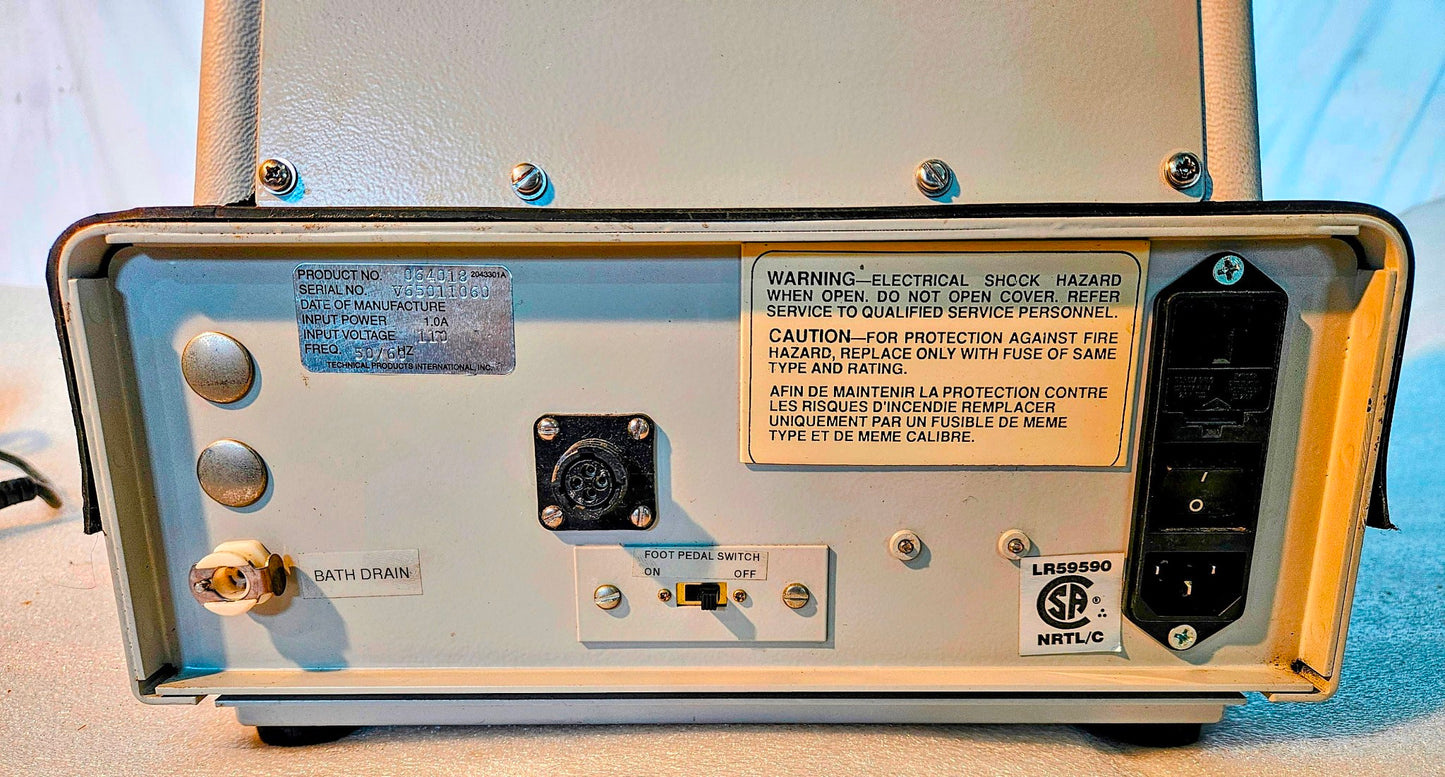 PRODUCT NO. 064018 2043301A
SERIAL NO. V65011060
DATE OF MANUFACTURE
INPUT POWER 1.0A
INPUT VOLTAGE 110
FREQ. 50/6HZ
TECHNICAL PRODUCTS INTERNATIONAL, INC.
WARNING—ELECTRICAL SHOCK HAZARD
WHEN OPEN. DO NOT OPEN COVER. REFER
SERVICE TO QUALIFIED SERVICE PERSONNEL.
CAUTION—FOR PROTECTION AGAINST FIRE
HAZARD, REPLACE ONLY WITH FUSE OF SAME
TYPE AND RATING.
AFIN DE MAINTENIR LA PROTECTION CONTRE
LES RISQUES D'INCENDIE REMPLACER
UNIQUEMENT PAR UN FUSIBLE DE MEME
TYPE ET DE MEME CALIBRE.
I
O
BATH DRAIN
FOOT PEDAL SWITCH
ON OFF
LR59590
SA ®
NRTL/C